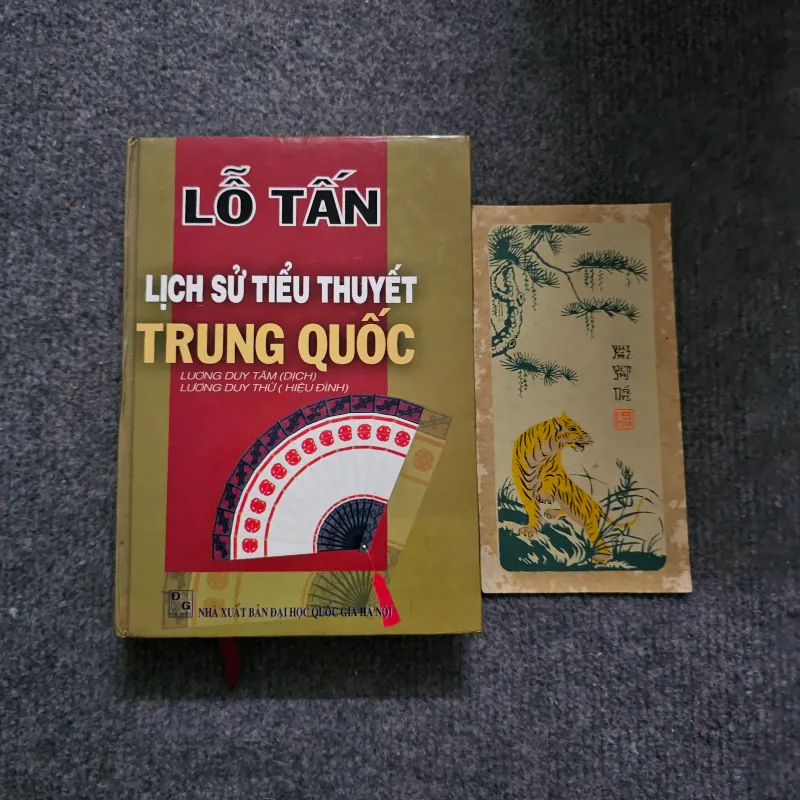 LỖ TẤN
LỊCH SỬ TIỂU THUYẾT
TRUNG QUỐC
LƯƠNG DUY TÂM (DỊCH)
LƯƠNG DUY THỨ ( HIỆU ĐÍNH)
NHÀ XUẤT BẢN ĐẠI HỌC QUỐC GIA HÀ NỘI